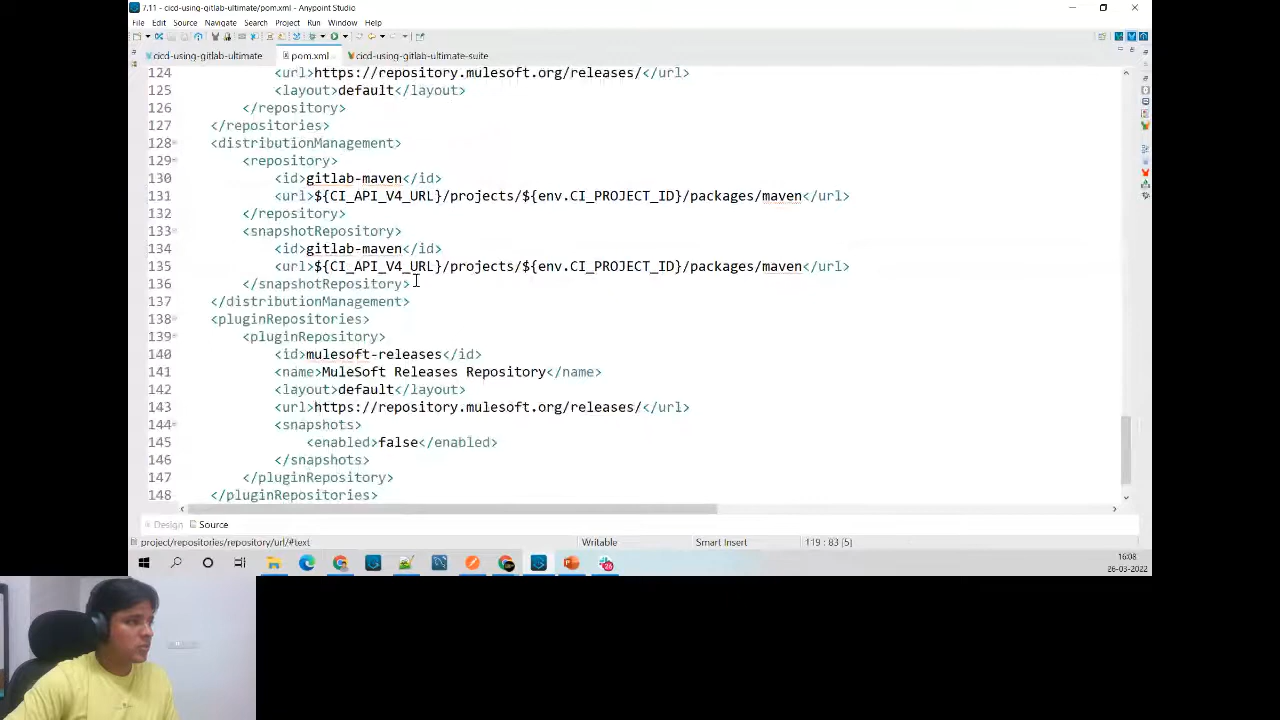 7.11 - cicd-using-gitlab-ultimate/pom.xml - Anypoint Studio
File Edit Source Navigate Search Project Run Window Help
cicd-using-gitlab-ultimate pom.xml cicd-using-gitlab-ultimate-suite
124 <url>https://repository.mulesoft.org/releases/</url>
125 <layout>default</layout>
126 </repository>
127 </repositories>
128 <distributionManagement>
129 <repository>
130 <id>gitlab-maven</id>
131 <url>${CI_API_V4_URL}/projects/${env.CI_PROJECT_ID}/packages/maven</url>
132 </repository>
133 <snapshotRepository>
134 <id>gitlab-maven</id>
135 <url>${CI_API_V4_URL}/projects/${env.CI_PROJECT_ID}/packages/maven</url>
136 </snapshotRepository>
137 </distributionManagement>
138 <pluginRepositories>
139 <pluginRepository>
140 <id>mulesoft-releases</id>
141 <name>MuleSoft Releases Repository</name>
142 <layout>default</layout>
143 <url>https://repository.mulesoft.org/releases/</url>
144 <snapshots>
145 <enabled>false</enabled>
146 </snapshots>
147 </pluginRepository>
148 </pluginRepositories>
Design Source
project/repositories/repository/url/#text Writable Smart Insert 119 : 83 [5]
16:08
26-03-2022